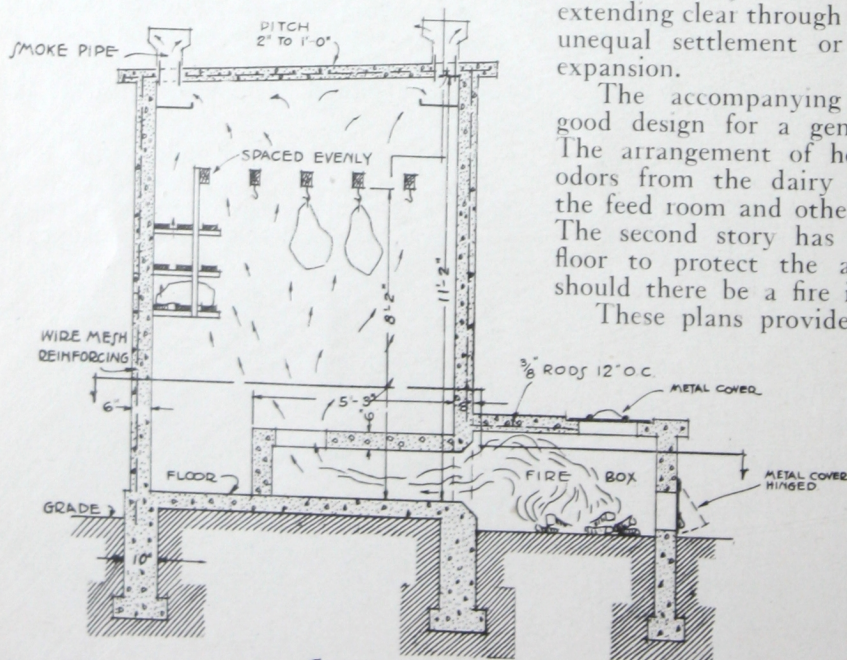 SMOKE PIPE
PITCH
2" TO 1'-0"
SPACED EVENLY
8'-2"
11'-2"
WIRE MESH
REINFORCING
3/8" RODS 12" O.C.
METAL COVER
6"
5'-3"
6"
8"
FLOOR
FIRE BOX
METAL COVER
HINGED
GRADE
10"
extending clear through
unequal settlement or
expansion.
The accompanying
good design for a gen
The arrangement of
odors from the dairy
the feed room and othe
The second story has
floor to protect the a
should there be a fire
These plans provide